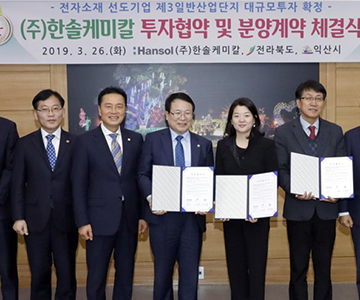 - 전자소재 선도기업 제3일반산업단지 대규모투자 확정 -
(주)한솔케미칼 투자협약 및 분양계약 체결식
2019. 3. 26.(화) Hansol (주)한솔케미칼, 전라북도, 익산시